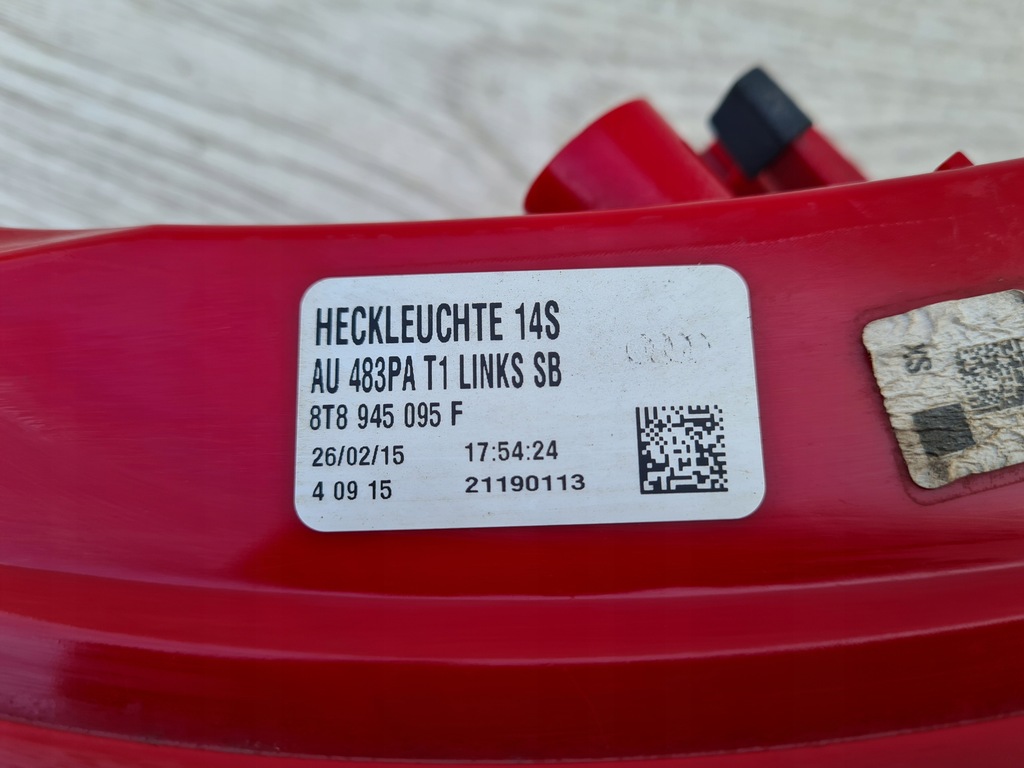 HECKLEUCHTE 14S
AU 483PA T1 LINKS SB
8T8 945 095 F
26/02/15 17:54:24
4 09 15 21190113